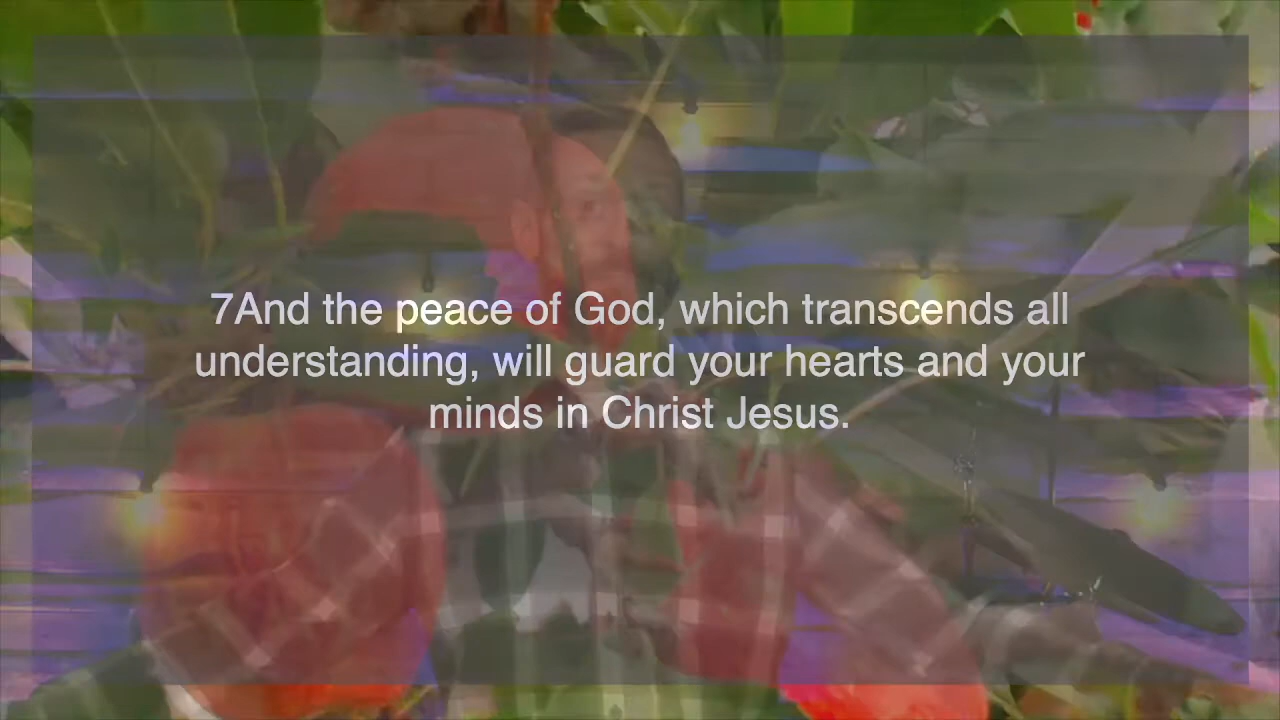 7And the peace of God, which transcends all
understanding, will guard your hearts and your
minds in Christ Jesus.